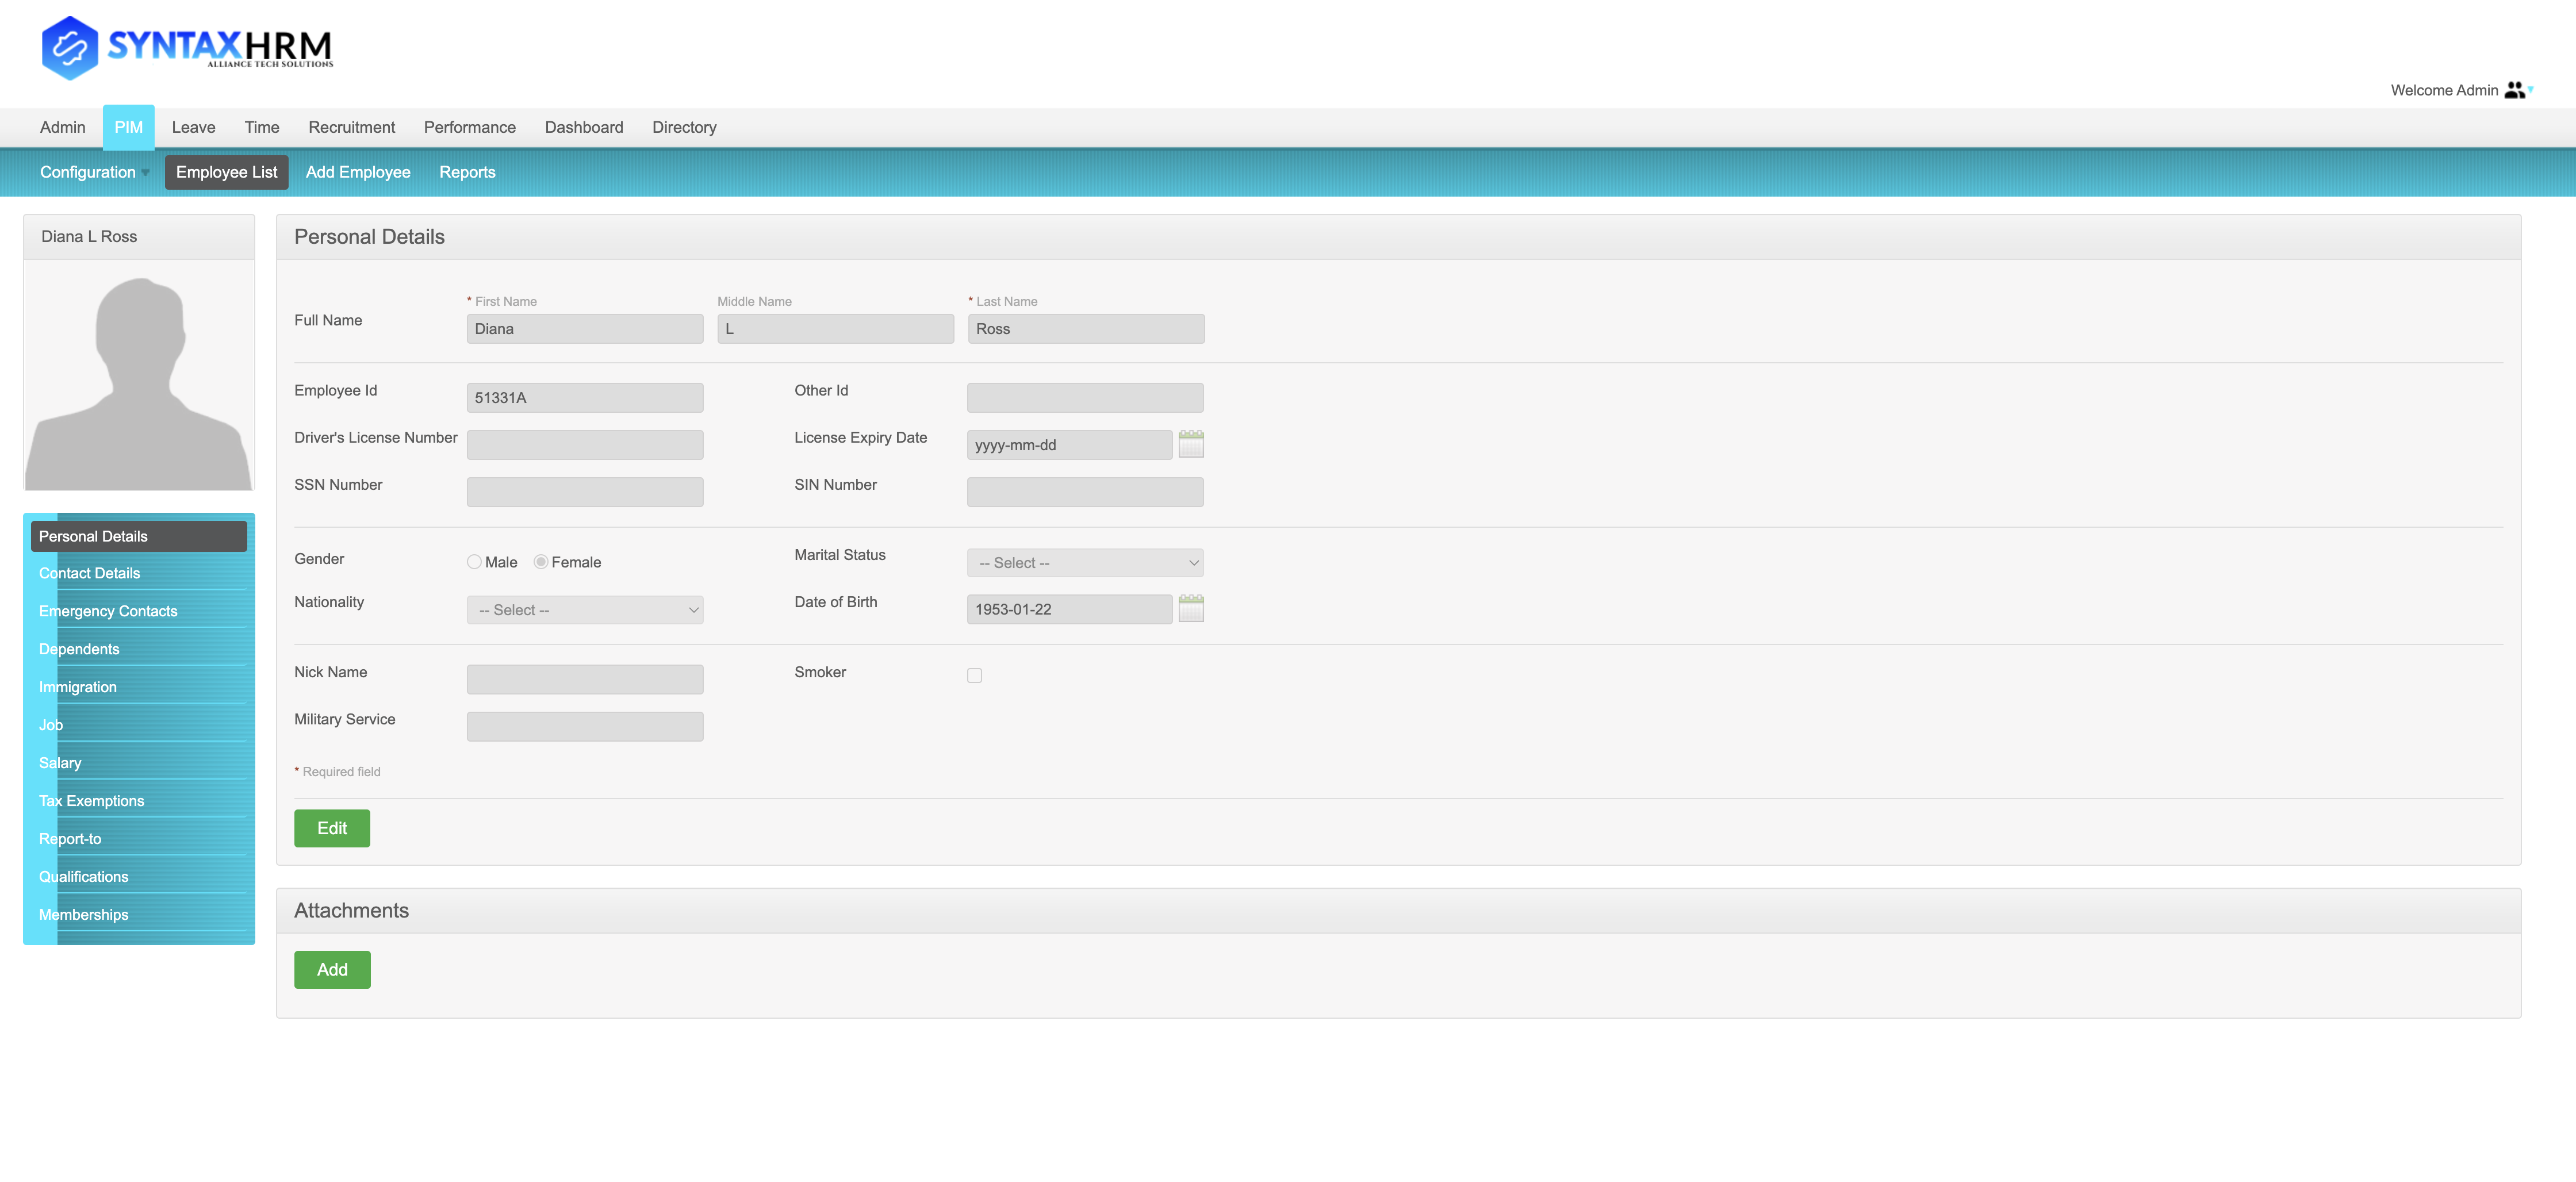 SYNTAXHRM
ALLIANCE TECH SOLUTIONS
Welcome Admin
Admin PIM Leave Time Recruitment Performance Dashboard Directory
Configuration Employee List Add Employee Reports
Diana L Ross
Personal Details
Contact Details
Emergency Contacts
Dependents
Immigration
Job
Salary
Tax Exemptions
Report-to
Qualifications
Memberships
Personal Details
* First Name Middle Name * Last Name
Full Name Diana L Ross
Employee Id 51331A Other Id
Driver's License Number License Expiry Date yyyy-mm-dd
SSN Number SIN Number
Gender Male Female Marital Status -- Select --
Nationality -- Select -- Date of Birth 1953-01-22
Nick Name Smoker
Military Service
* Required field
Edit
Attachments
Add